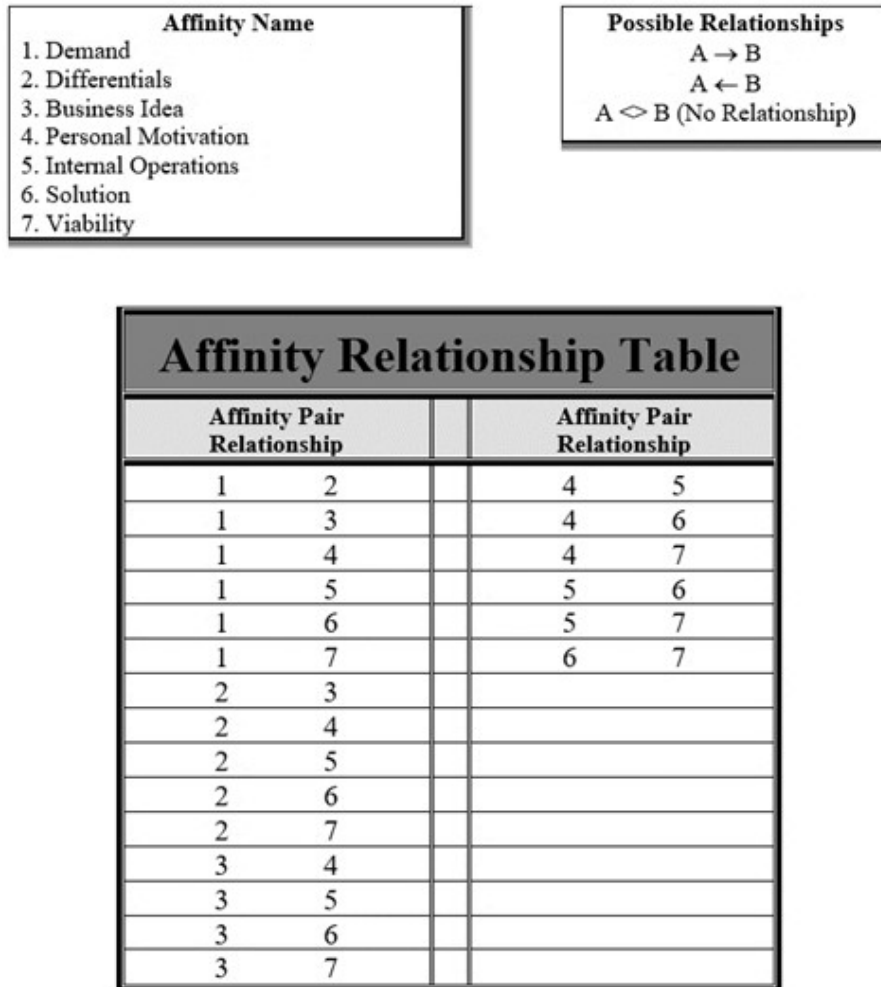 Affinity Name
1. Demand
2. Differentials
3. Business Idea
4. Personal Motivation
5. Internal Operations
6. Solution
7. Viability
Possible Relationships
A → B
A ← B
A <> B (No Relationship)
Affinity Relationship Table
Affinity Pair Relationship Affinity Pair Relationship
1 2 4 5
1 3 4 6
1 4 4 7
1 5 5 6
1 6 5 7
1 7 6 7
2 3
2 4
2 5
2 6
2 7
3 4
3 5
3 6
3 7